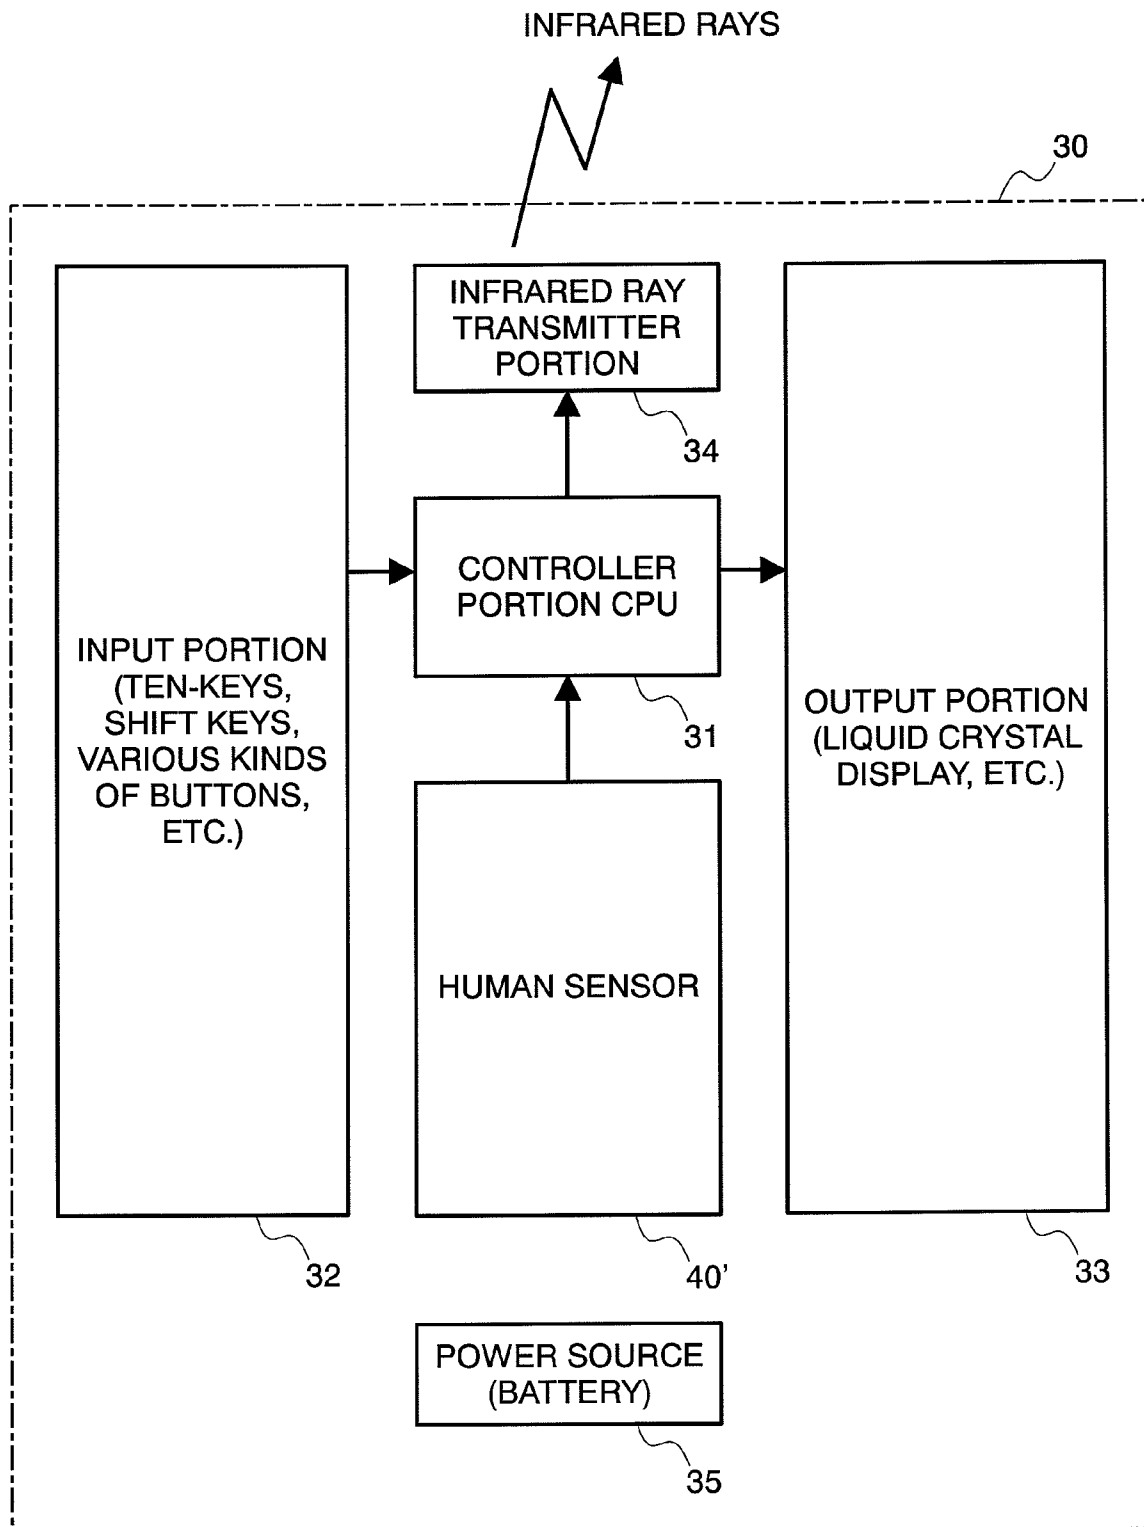 INFRARED RAYS
30
INFRARED RAY
TRANSMITTER
PORTION
34
CONTROLLER
PORTION CPU
31
INPUT PORTION
(TEN-KEYS,
SHIFT KEYS,
VARIOUS KINDS
OF BUTTONS,
ETC.)
32
HUMAN SENSOR
40’
OUTPUT PORTION
(LIQUID CRYSTAL
DISPLAY, ETC.)
33
POWER SOURCE
(BATTERY)
35